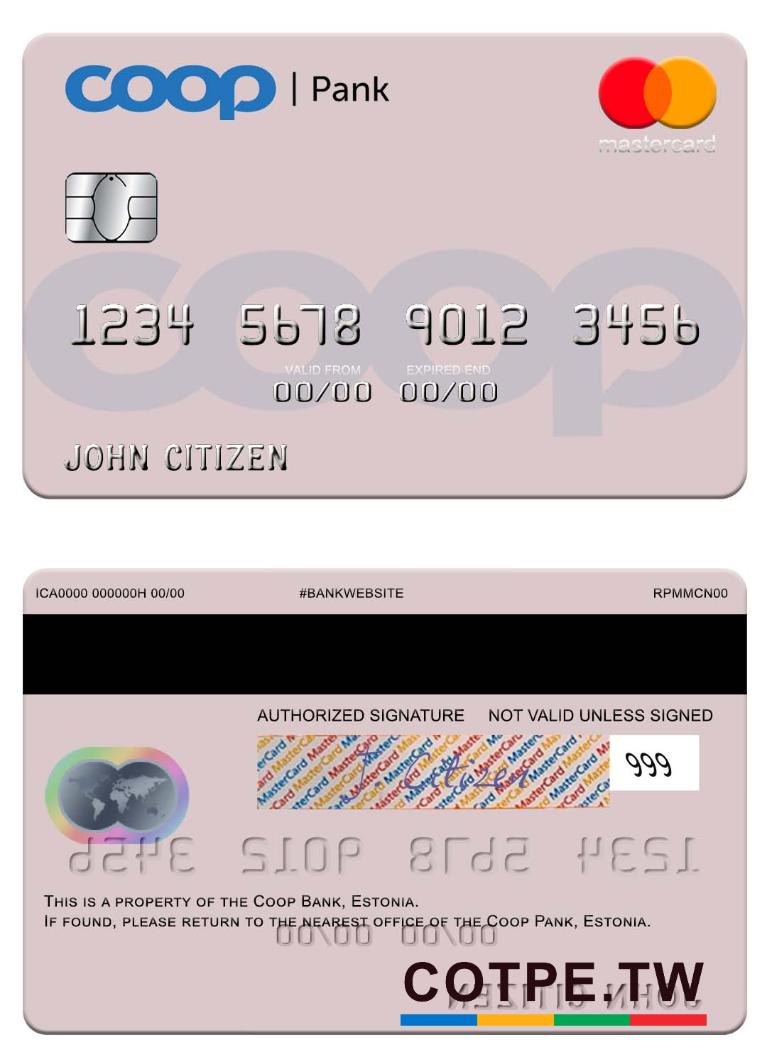 coop | Pank
mastercard
1234 5678 9012 3456
VALID FROM EXPIRED END
00/00 00/00
JOHN CITIZEN
ICA0000 000000H 00/00 #BANKWEBSITE RPMMCN00
AUTHORIZED SIGNATURE NOT VALID UNLESS SIGNED
J. Citizen
999
THIS IS A PROPERTY OF THE COOP BANK, ESTONIA.
IF FOUND, PLEASE RETURN TO THE NEAREST OFFICE OF THE COOP PANK, ESTONIA.
COTPE.TW